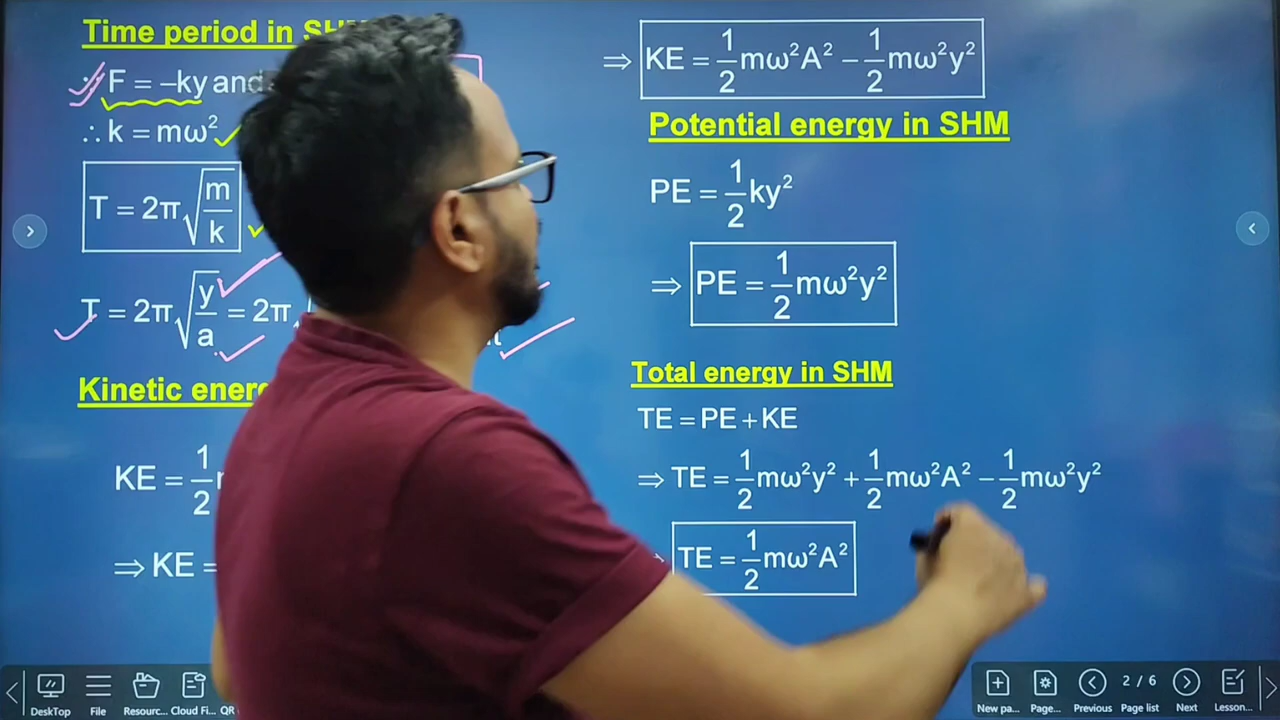 Time period in SH
∵ F = –ky and
∴ k = mω²
T = 2π√(m/k)
T = 2π√(y/a) = 2π
Kinetic energ
KE = 1/2
⇒ KE =
⇒ KE = 1/2 mω²A² – 1/2 mω²y²
Potential energy in SHM
PE = 1/2 ky²
⇒ PE = 1/2 mω²y²
Total energy in SHM
TE = PE + KE
⇒ TE = 1/2 mω²y² + 1/2 mω²A² – 1/2 mω²y²
TE = 1/2 mω²A²
DeskTop File Resourc... Cloud Fi... QR
New pa... Page... Previous 2 / 6 Page list Next Lesson...